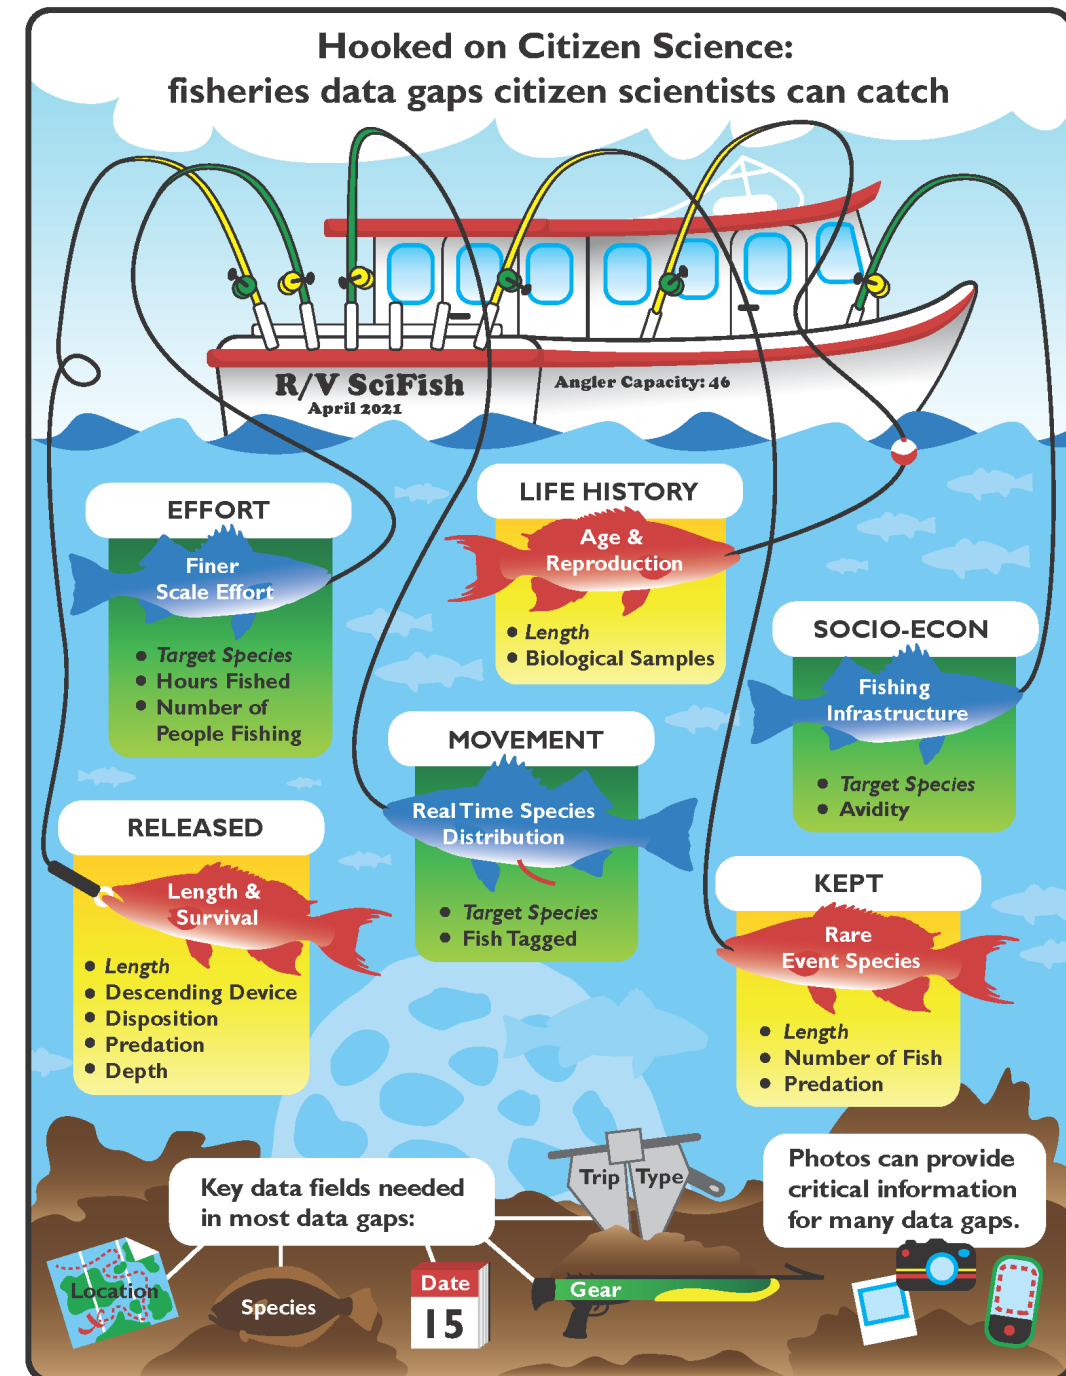 Hooked on Citizen Science:
fisheries data gaps citizen scientists can catch
R/V SciFish
April 2021
Angler Capacity: 46
EFFORT
Finer
Scale Effort
• Target Species
• Hours Fished
• Number of
People Fishing
LIFE HISTORY
Age &
Reproduction
• Length
• Biological Samples
SOCIO-ECON
Fishing
Infrastructure
• Target Species
• Avidity
MOVEMENT
Real Time Species
Distribution
• Target Species
• Fish Tagged
RELEASED
Length &
Survival
• Length
• Descending Device
• Disposition
• Predation
• Depth
KEPT
Rare
Event Species
• Length
• Number of Fish
• Predation
Key data fields needed
in most data gaps:
Location
Species
Date
15
Trip Type
Gear
Photos can provide
critical information
for many data gaps.